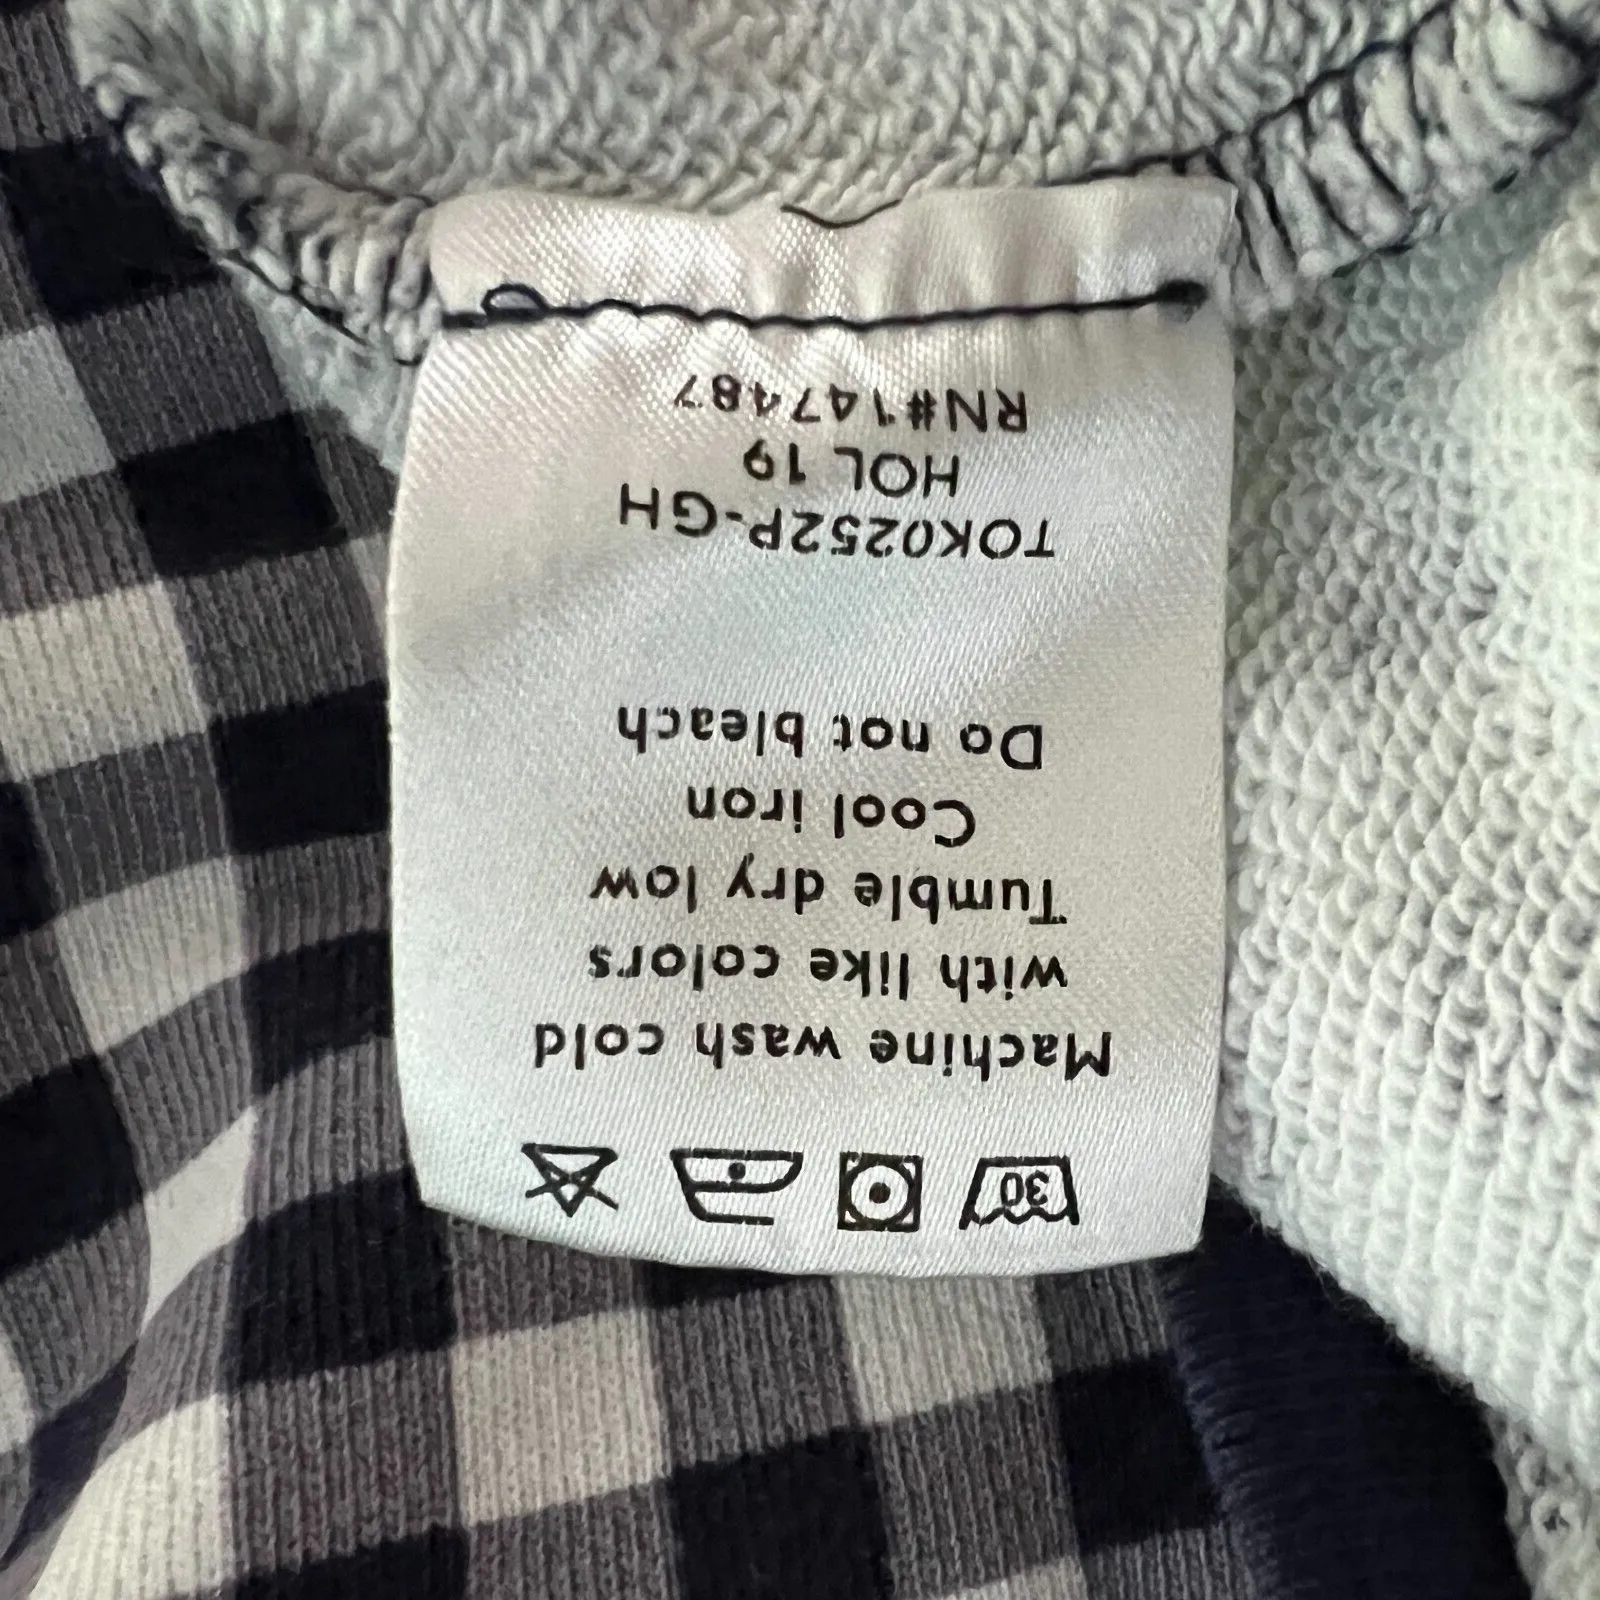 30
Machine wash cold
with like colors
Tumble dry low
Cool iron
Do not bleach
TOK0252P-GH
HOL 19
RN#147487